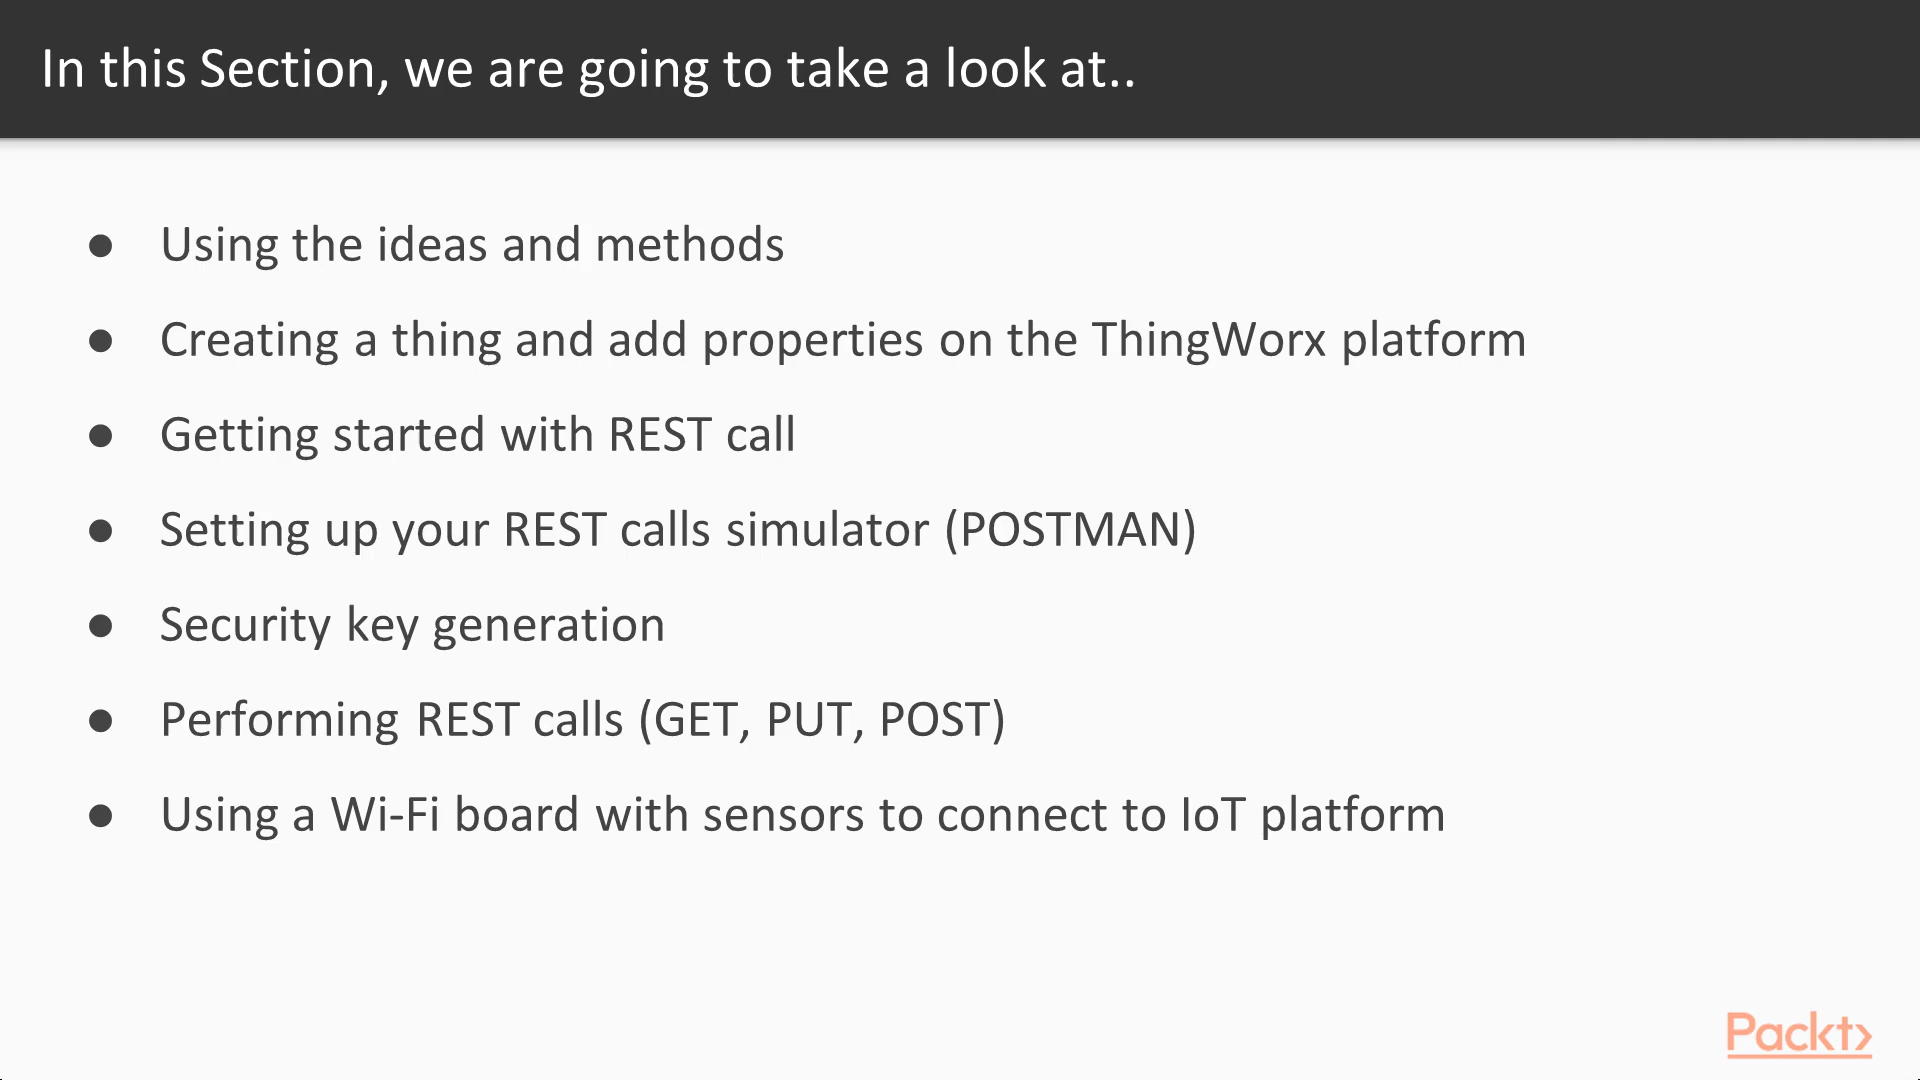 In this Section, we are going to take a look at..
● Using the ideas and methods
● Creating a thing and add properties on the ThingWorx platform
● Getting started with REST call
● Setting up your REST calls simulator (POSTMAN)
● Security key generation
● Performing REST calls (GET, PUT, POST)
● Using a Wi-Fi board with sensors to connect to IoT platform
Packt>